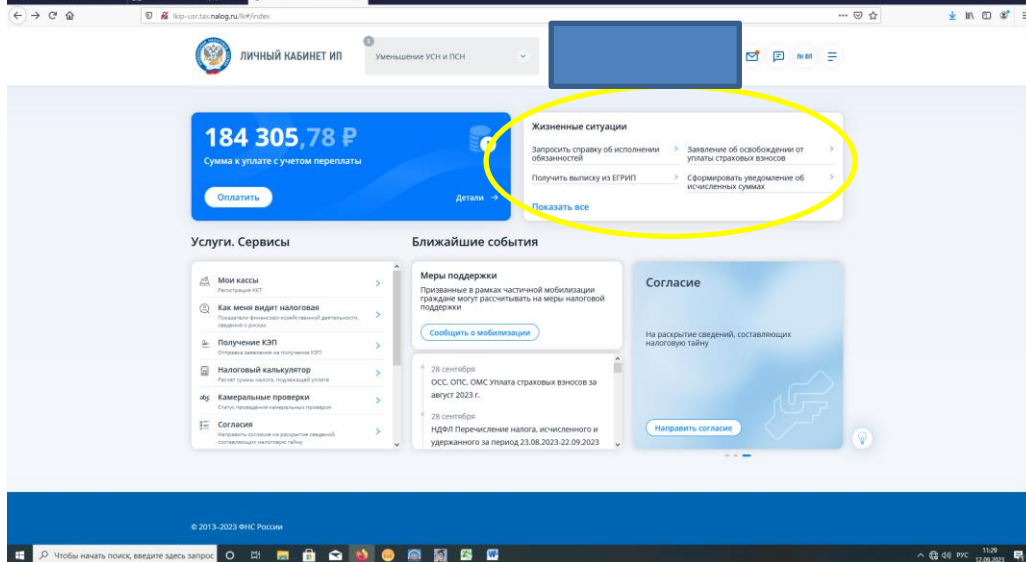 lkip-usr.tax.nalog.ru/lk#/index
ЛИЧНЫЙ КАБИНЕТ ИП
Уменьшение УСН и ПСН
184 305,78 ₽
Сумма к уплате с учетом переплаты
Оплатить
Детали →
Жизненные ситуации
Запросить справку об исполнении
обязанностей
Заявление об освобождении от
уплаты страховых взносов
Получить выписку из ЕГРИП
Сформировать уведомление об
исчисленных суммах
Показать все
Услуги. Сервисы
Мои кассы
Регистрация ККТ
Как меня видит налоговая
Показатели финансово-хозяйственной деятельности,
сведения о рисках
Получение КЭП
Отправка заявления на получение КЭП
Налоговый калькулятор
Расчет суммы налога, подлежащей уплате
Камеральные проверки
Статус проведения камеральных проверок
Согласия
Направить согласие на раскрытие сведений,
составляющих налоговую тайну
Ближайшие события
Меры поддержки
Призванные в рамках частичной мобилизации
граждане могут рассчитывать на меры налоговой
поддержки
Сообщить о мобилизации
28 сентября
ОСС. ОПС. ОМС Уплата страховых взносов за
август 2023 г.
28 сентября
НДФЛ Перечисление налога, исчисленного и
удержанного за период 23.08.2023-22.09.2023
Согласие
На раскрытие сведений, составляющих
налоговую тайну
Направить согласие
© 2013–2023 ФНС России
Чтобы начать поиск, введите здесь запрос
РУС
11:29
12.09.2023